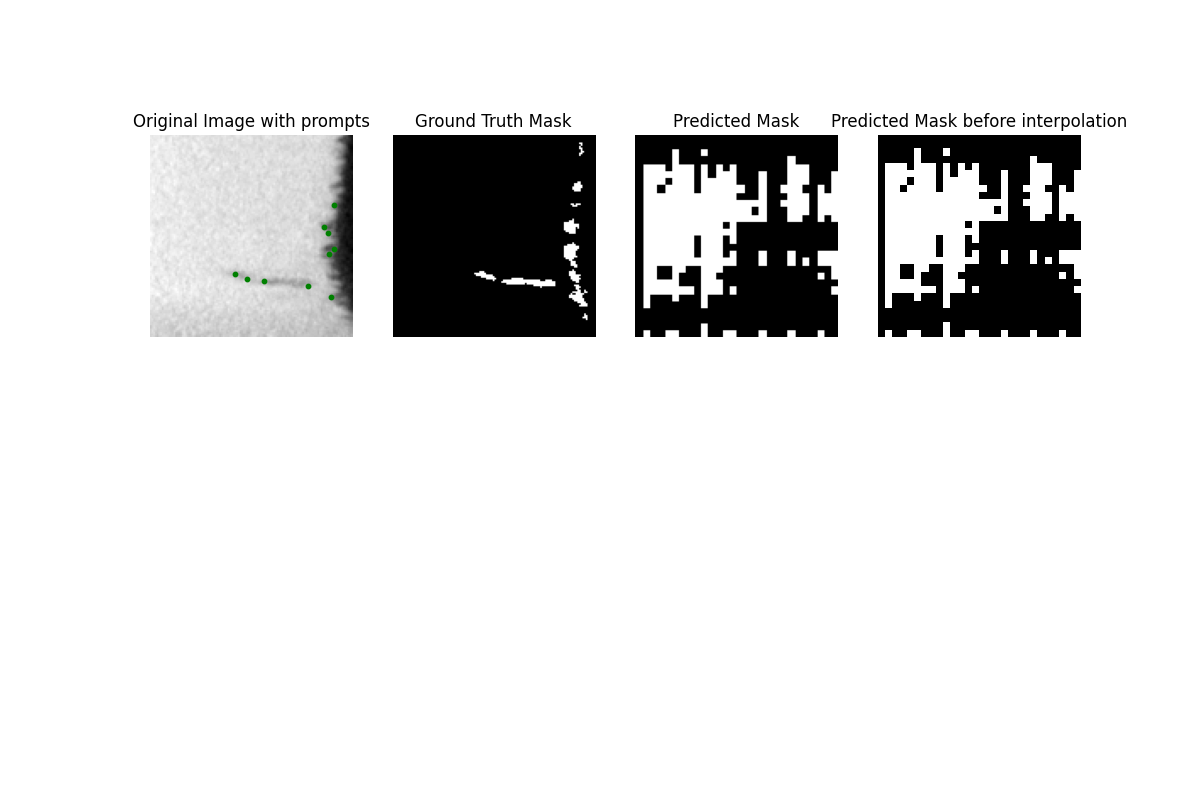 Original Image with prompts
Ground Truth Mask
Predicted Mask
Predicted Mask before interpolation